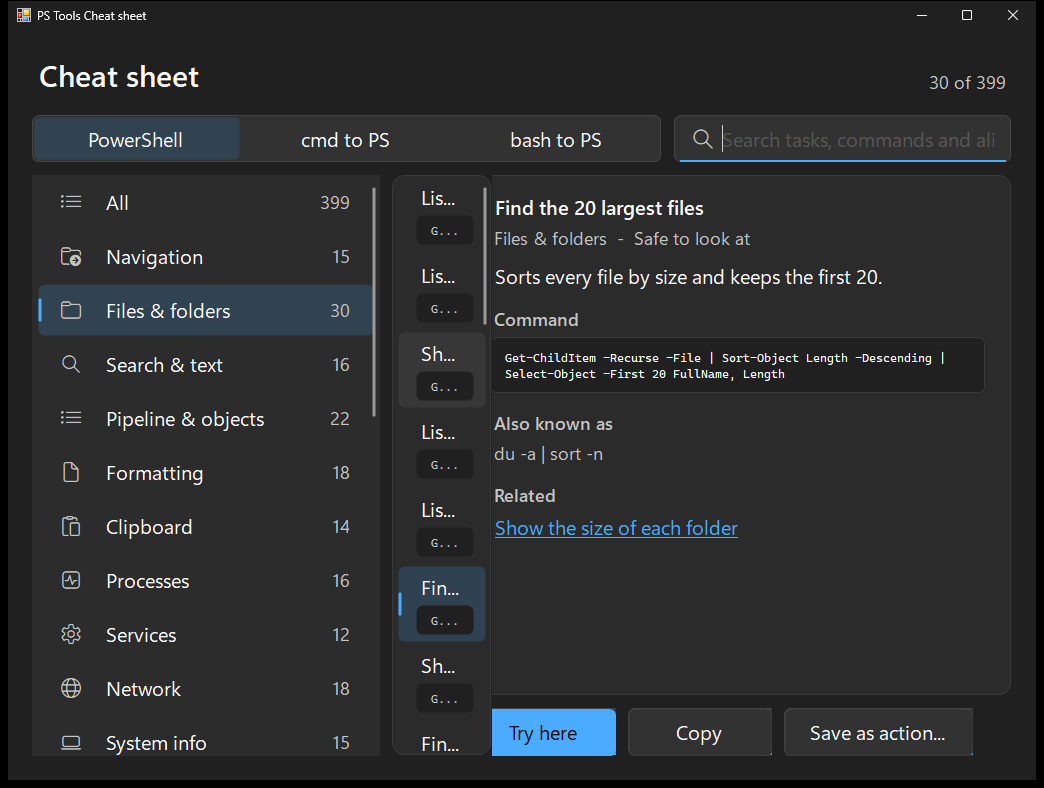 PS Tools Cheat sheet
Cheat sheet
30 of 399
PowerShell
cmd to PS
bash to PS
Search tasks, commands and ali
All 399
Navigation 15
Files & folders 30
Search & text 16
Pipeline & objects 22
Formatting 18
Clipboard 14
Processes 16
Services 12
Network 18
System info 15
Lis...
G...
Lis...
G...
Sh...
G...
Lis...
G...
Lis...
G...
Fin...
G...
Sh...
G...
Fin...
Find the 20 largest files
Files & folders - Safe to look at
Sorts every file by size and keeps the first 20.
Command
Get-ChildItem -Recurse -File | Sort-Object Length -Descending |
Select-Object -First 20 FullName, Length
Also known as
du -a | sort -n
Related
Show the size of each folder
Try here
Copy
Save as action...